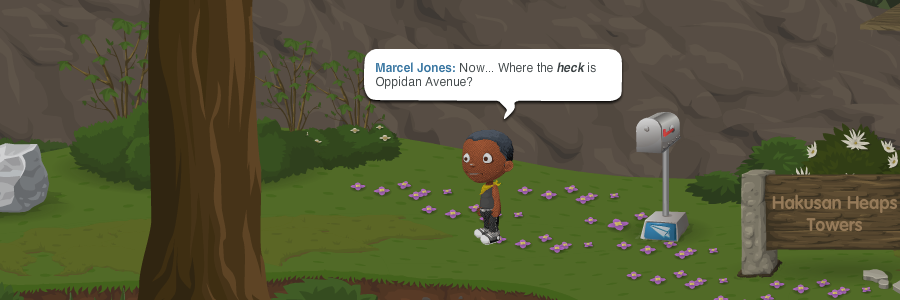 Marcel Jones: Now... Where the heck is
Oppidan Avenue?
Hakusan Heaps
Towers